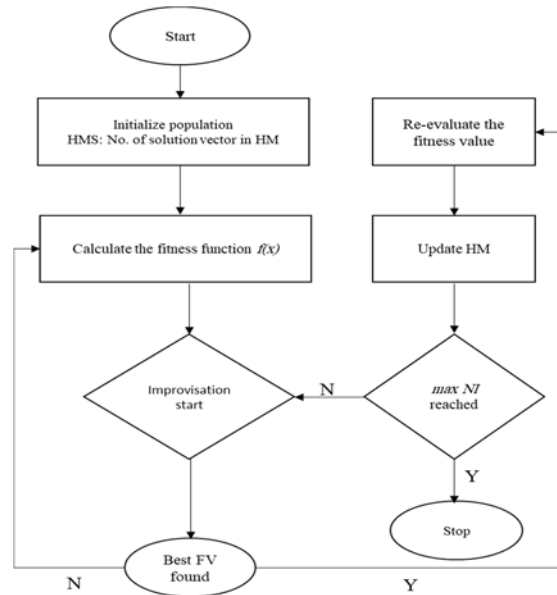 Start
Initialize population
HMS: No. of solution vector in HM
Calculate the fitness function f(x)
Improvisation
start
Best FV
found
N
Y
Re-evaluate the
fitness value
Update HM
max NI
reached
N
Y
Stop